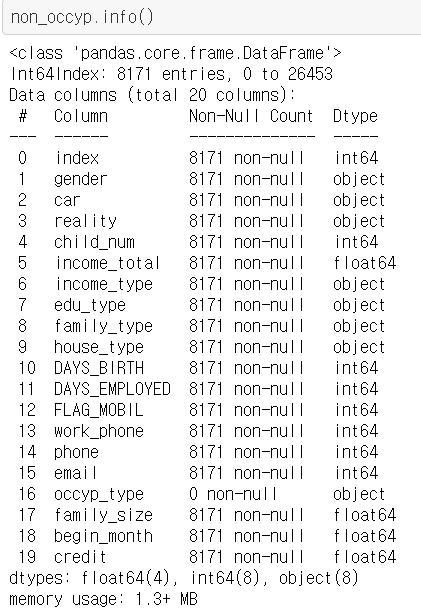 non_occyp.info()
<class 'pandas.core.frame.DataFrame'>
Int64Index: 8171 entries, 0 to 26453
Data columns (total 20 columns):
 #   Column         Non-Null Count  Dtype
---  ------         --------------  -----
 0   index          8171 non-null   int64
 1   gender         8171 non-null   object
 2   car            8171 non-null   object
 3   reality        8171 non-null   object
 4   child_num      8171 non-null   int64
 5   income_total   8171 non-null   float64
 6   income_type    8171 non-null   object
 7   edu_type       8171 non-null   object
 8   family_type    8171 non-null   object
 9   house_type     8171 non-null   object
 10  DAYS_BIRTH     8171 non-null   int64
 11  DAYS_EMPLOYED  8171 non-null   int64
 12  FLAG_MOBIL     8171 non-null   int64
 13  work_phone     8171 non-null   int64
 14  phone          8171 non-null   int64
 15  email          8171 non-null   int64
 16  occyp_type     0 non-null      object
 17  family_size    8171 non-null   float64
 18  begin_month    8171 non-null   float64
 19  credit         8171 non-null   float64
dtypes: float64(4), int64(8), object(8)
memory usage: 1.3+ MB